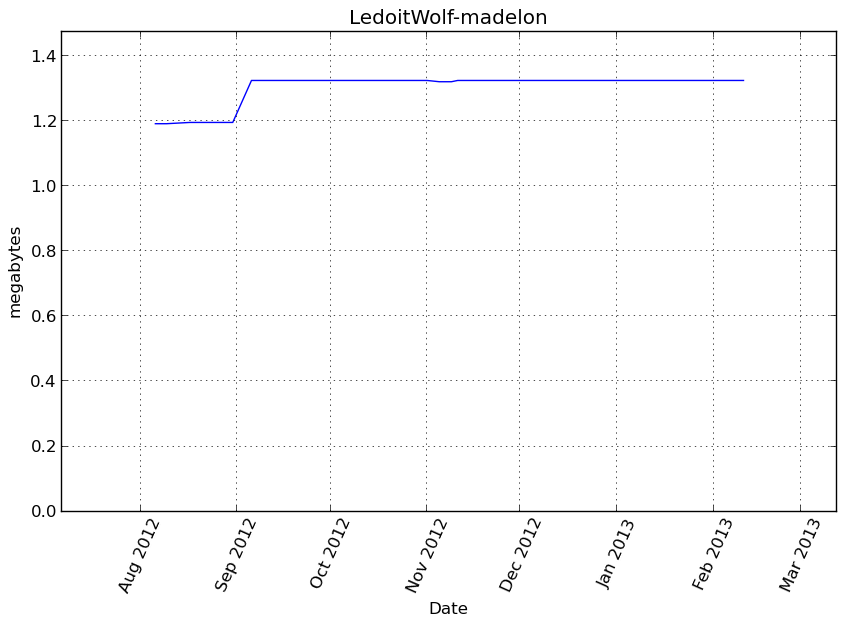 LedoitWolf-madelon
1.4
1.2
1.0
0.8
0.6
0.4
0.2
0.0
megabytes
Aug 2012
Sep 2012
Oct 2012
Nov 2012
Dec 2012
Jan 2013
Feb 2013
Mar 2013
Date